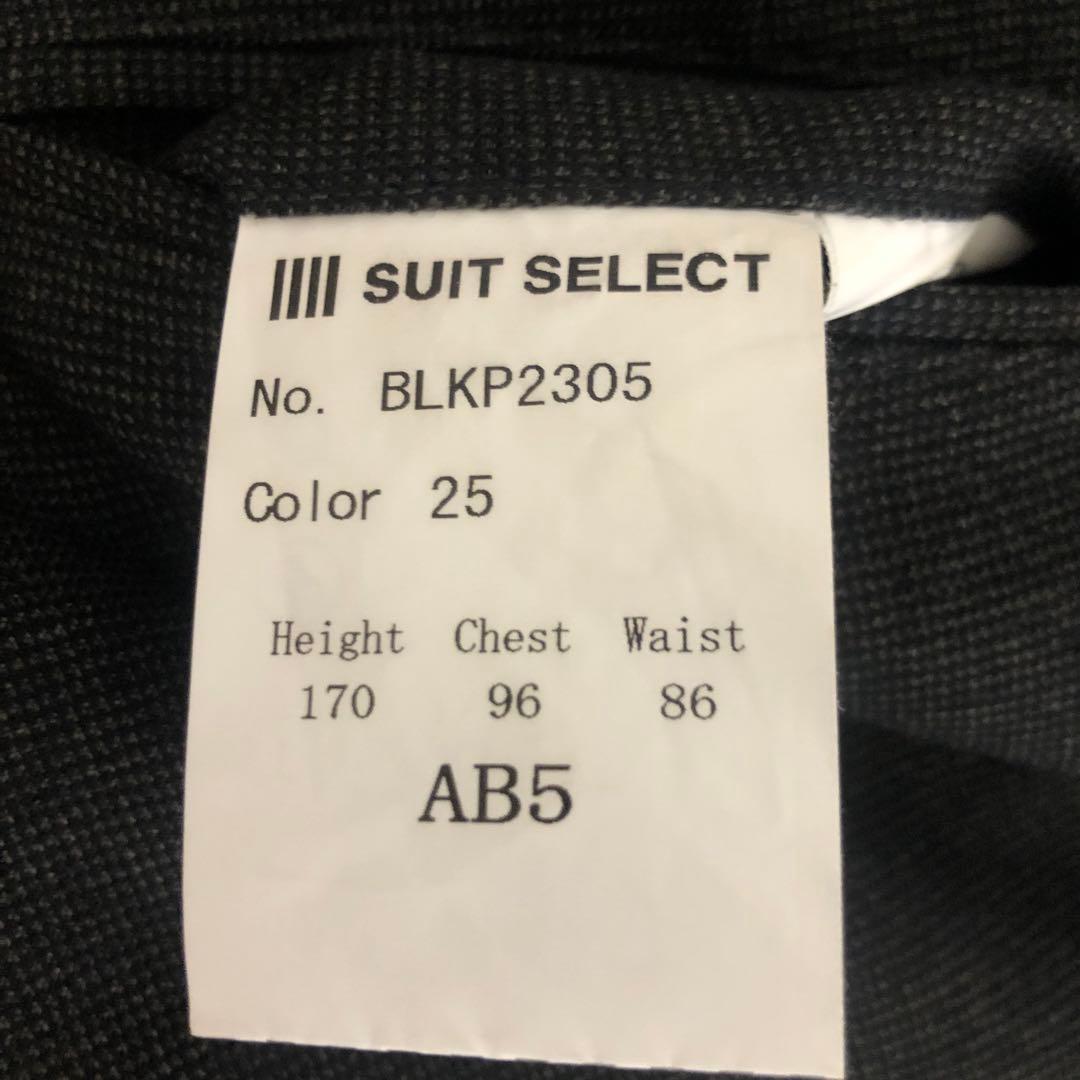 SUIT SELECT
No. BLKP2305
Color 25
Height Chest Waist
170 96 86
AB5